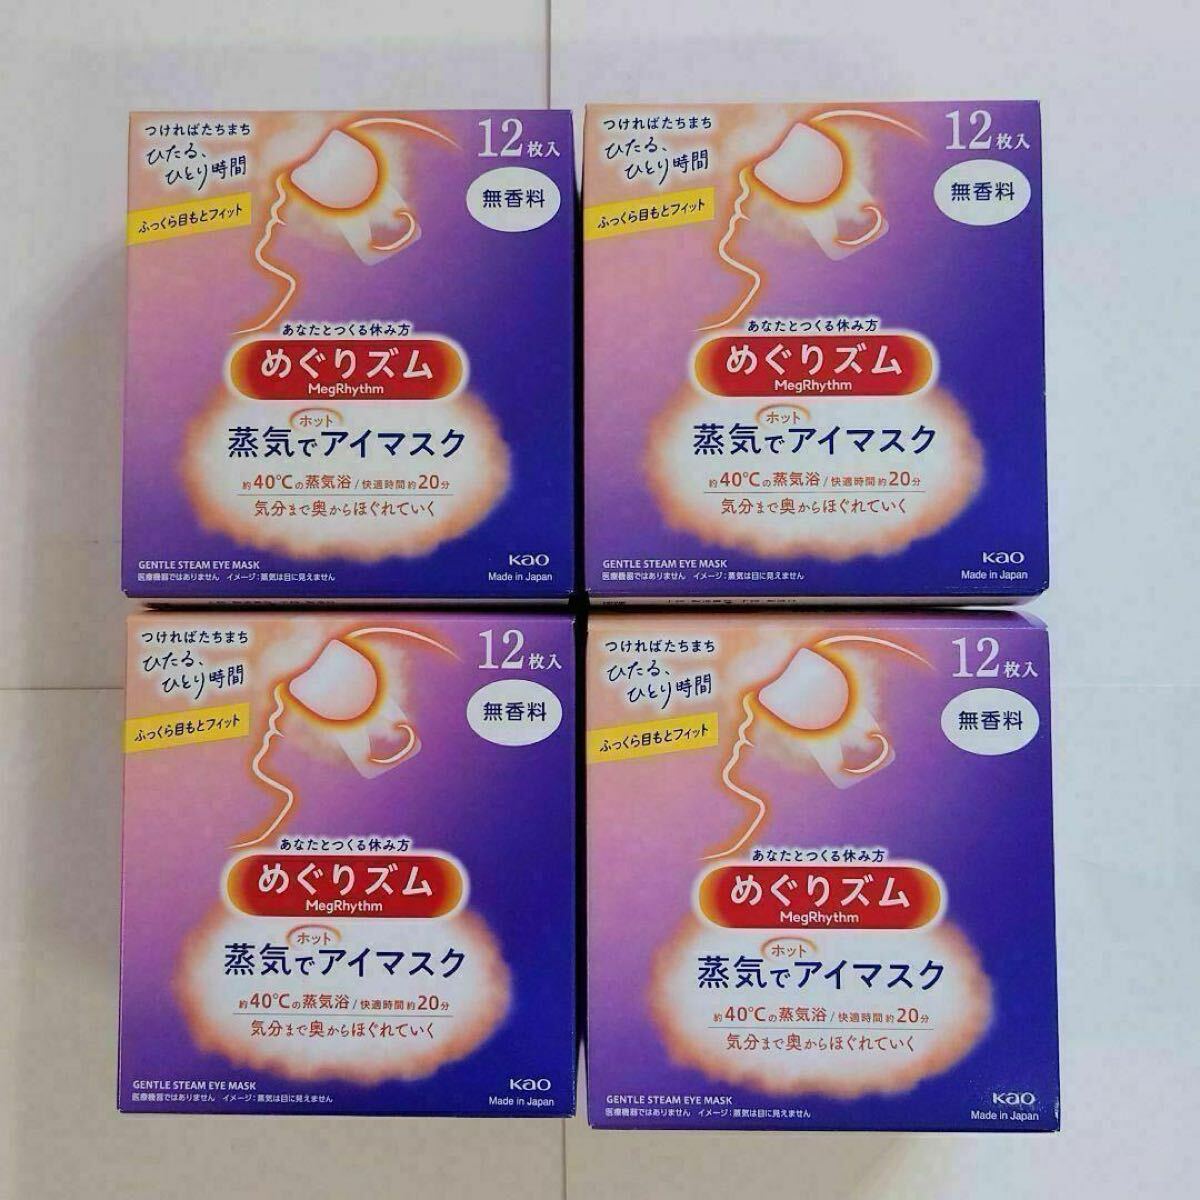 つければたちまち
ひたる、
ひとり時間
ふっくら目もとフィット
12枚入
無香料
あなたとつくる休み方
めぐりズム
MegRhythm
ホット
蒸気でアイマスク
約40℃の蒸気浴/快適時間 約20分
気分まで奥からほぐれていく
GENTLE STEAM EYE MASK
医療機器ではありません イメージ:蒸気は目に見えません
Kao
Made in Japan
つければたちまち
ひたる、
ひとり時間
ふっくら目もとフィット
12枚入
無香料
あなたとつくる休み方
めぐりズム
MegRhythm
ホット
蒸気でアイマスク
約40℃の蒸気浴/快適時間 約20分
気分まで奥からほぐれていく
GENTLE STEAM EYE MASK
医療機器ではありません イメージ:蒸気は目に見えません
Kao
Made in Japan
つければたちまち
ひたる、
ひとり時間
ふっくら目もとフィット
12枚入
無香料
あなたとつくる休み方
めぐりズム
MegRhythm
ホット
蒸気でアイマスク
約40℃の蒸気浴/快適時間 約20分
気分まで奥からほぐれていく
GENTLE STEAM EYE MASK
医療機器ではありません イメージ:蒸気は目に見えません
Kao
Made in Japan
つければたちまち
ひたる、
ひとり時間
ふっくら目もとフィット
12枚入
無香料
あなたとつくる休み方
めぐりズム
MegRhythm
ホット
蒸気でアイマスク
約40℃の蒸気浴/快適時間 約20分
気分まで奥からほぐれていく
GENTLE STEAM EYE MASK
医療機器ではありません イメージ:蒸気は目に見えません
Kao
Made in Japan